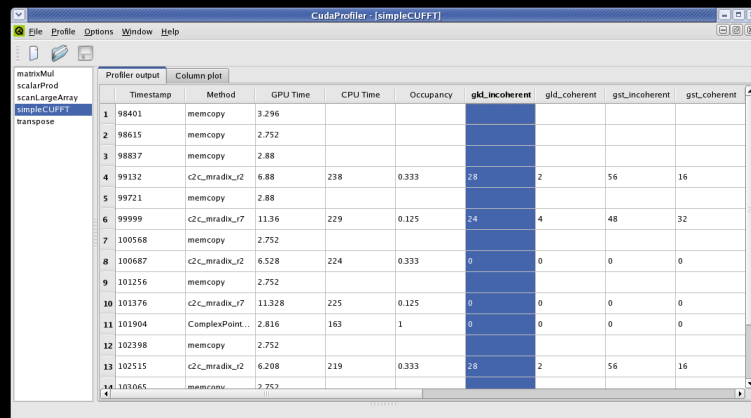 CudaProfiler - [simpleCUFFT]
File Profile Options Window Help
matrixMul
scalarProd
scanLargeArray
simpleCUFFT
transpose
Profiler output Column plot
Timestamp Method GPU Time CPU Time Occupancy gld_incoherent gld_coherent gst_incoherent gst_coherent
1 98401 memcopy 3.296
2 98615 memcopy 2.752
3 98837 memcopy 2.88
4 99132 c2c_mradix_r2 6.88 238 0.333 28 2 56 16
5 99721 memcopy 2.88
6 99999 c2c_mradix_r7 11.36 229 0.125 24 4 48 32
7 100568 memcopy 2.752
8 100687 c2c_mradix_r2 6.528 224 0.333 0 0 0 0
9 101256 memcopy 2.752
10 101376 c2c_mradix_r7 11.328 225 0.125 0 0 0 0
11 101904 ComplexPoint... 2.816 163 1 0 0 0 0
12 102398 memcopy 2.752
13 102515 c2c_mradix_r2 6.208 219 0.333 28 2 56 16
14 103065 memcopy 2.752